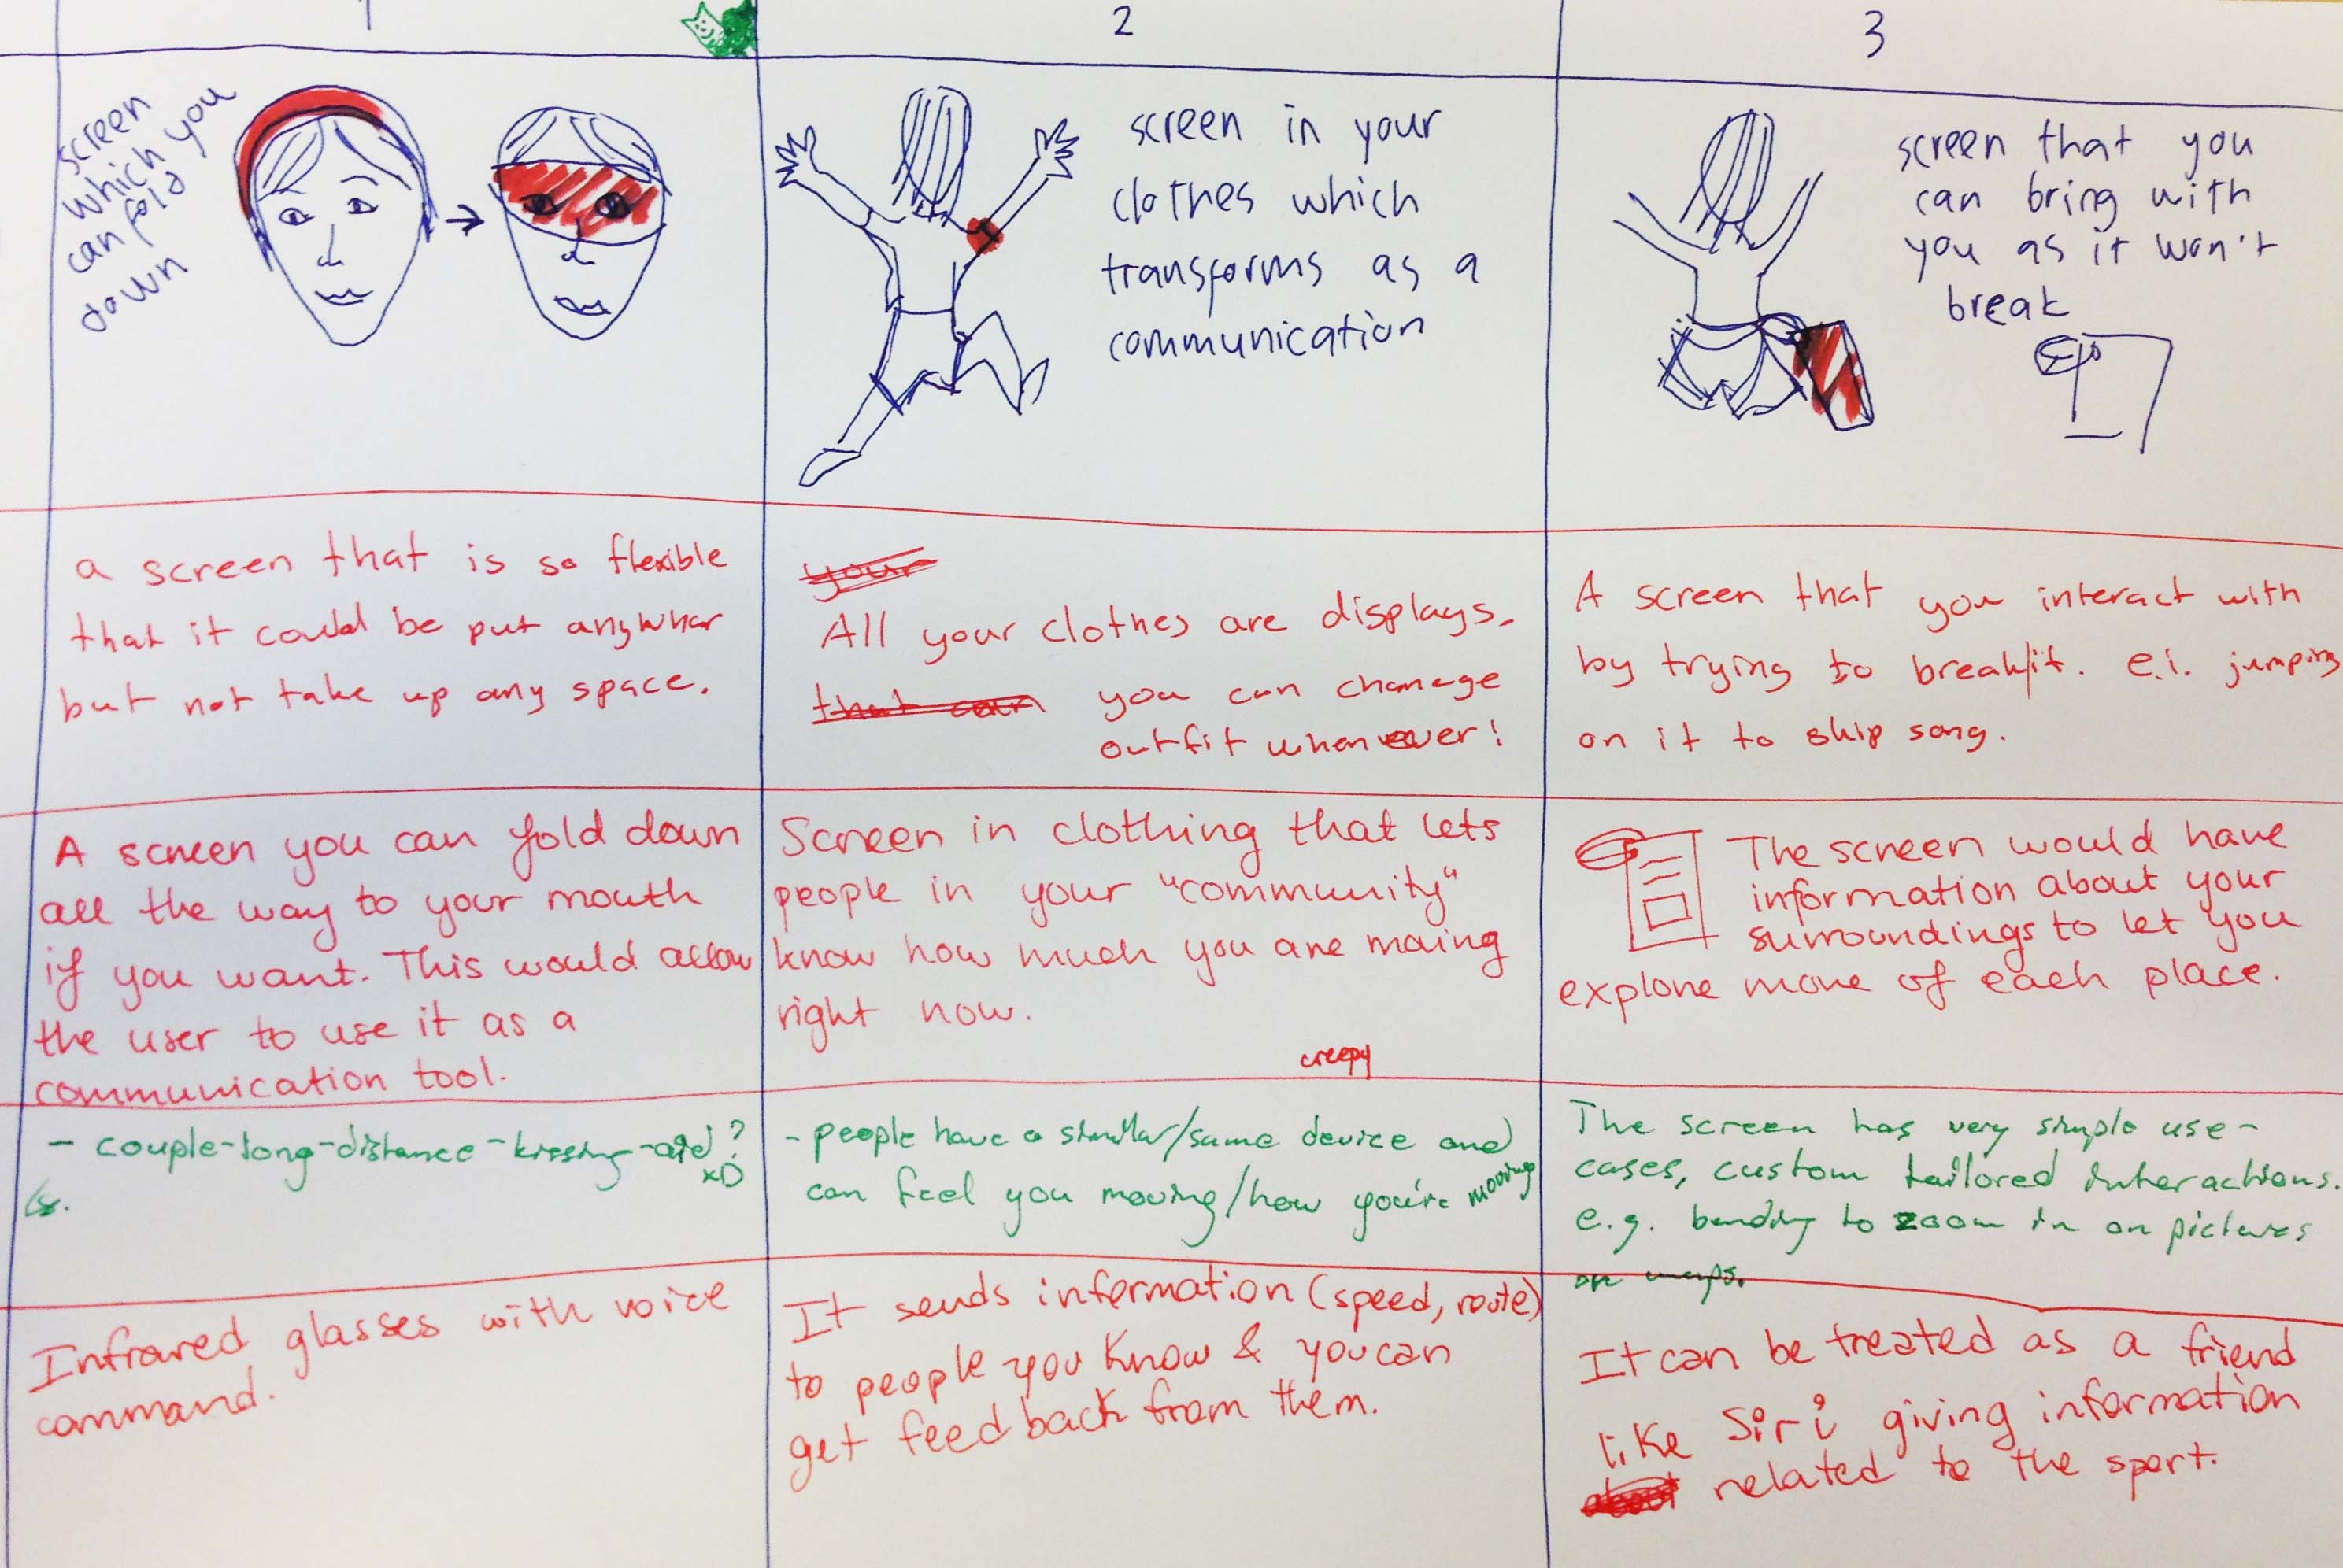 1
2
3
screen
which you
can fold
down
screen in your
clothes which
transforms as a
communication
screen that you
can bring with
you as it won't
break
a screen that is so flexible
that it could be put anywhar
but not take up any space.
your
All your clothes are displays.
that can you can chancge
outfit whenever!
A screen that you interact with
by trying to break/it. e.i. jumping
on it to skip song.
A screen you can fold down
all the way to your mouth
if you want. This would allow
the user to use it as a
communication tool.
Screen in clothing that lets
people in your "community"
know how much you are moving
right now.
creepy
The screen would have
information about your
surroundings to let you
explore more of each place.
- couple-long-distance-kissing-aid?
xD
- people have a similar/same device and
can feel you moving/how you're mooving
The screen has very simple use-
cases, custom tailored interactions.
e.g. bending to zoom in on pictures
or maps.
Infrared glasses with voice
command.
It sends information (speed, route)
to people you know & you can
get feedback from them.
It can be treated as a friend
like Siri giving information
about related to the sport.